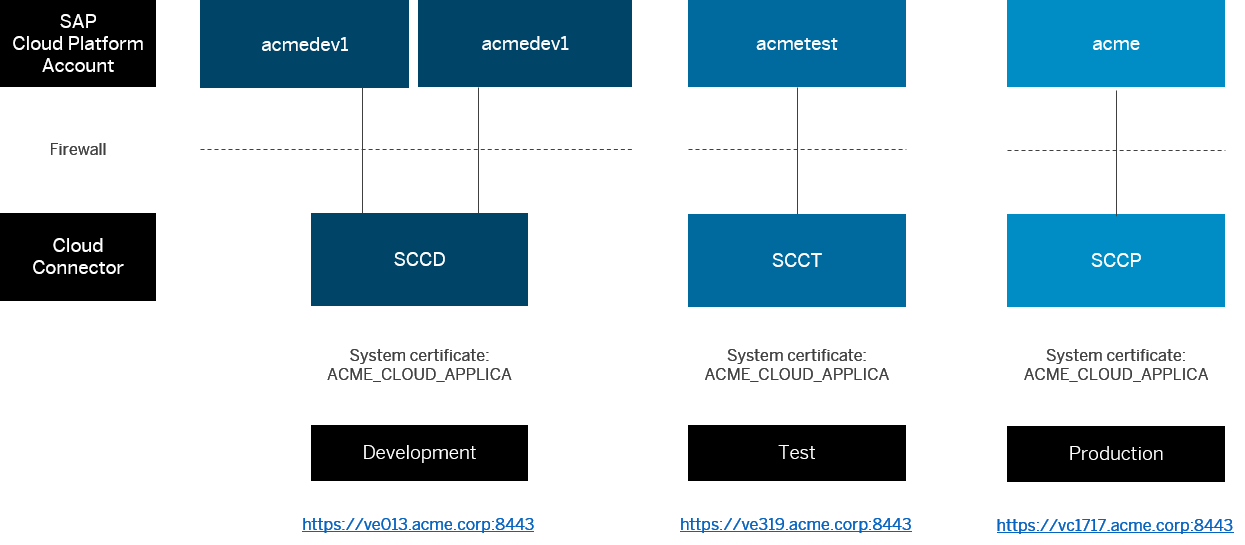 SAP
Cloud Platform
Account
acmedev1
acmedev1
acmetest
acme
Firewall
Cloud
Connector
SCCD
SCCT
SCCP
System certificate:
ACME_CLOUD_APPLICA
System certificate:
ACME_CLOUD_APPLICA
System certificate:
ACME_CLOUD_APPLICA
Development
Test
Production
https://ve013.acme.corp:8443
https://ve319.acme.corp:8443
https://vc1717.acme.corp:8443